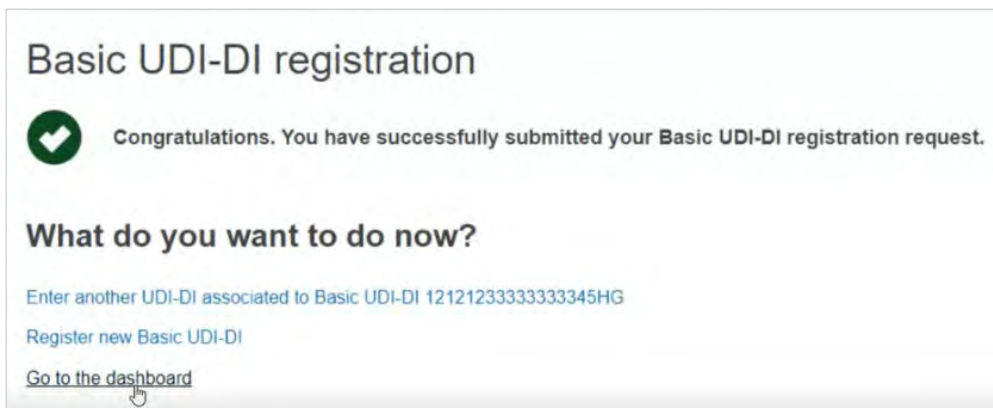 Basic UDI-DI registration
Congratulations. You have successfully submitted your Basic UDI-DI registration request.
What do you want to do now?
Enter another UDI-DI associated to Basic UDI-DI 12121233333333345HG
Register new Basic UDI-DI
Go to the dashboard